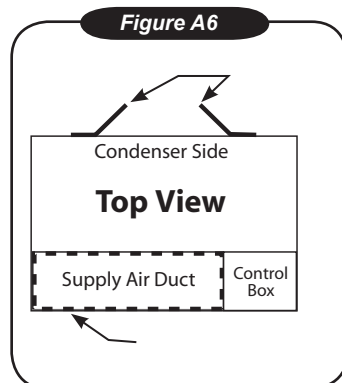 Figure A6
Condenser Side
Top View
Supply Air Duct
Control
Box